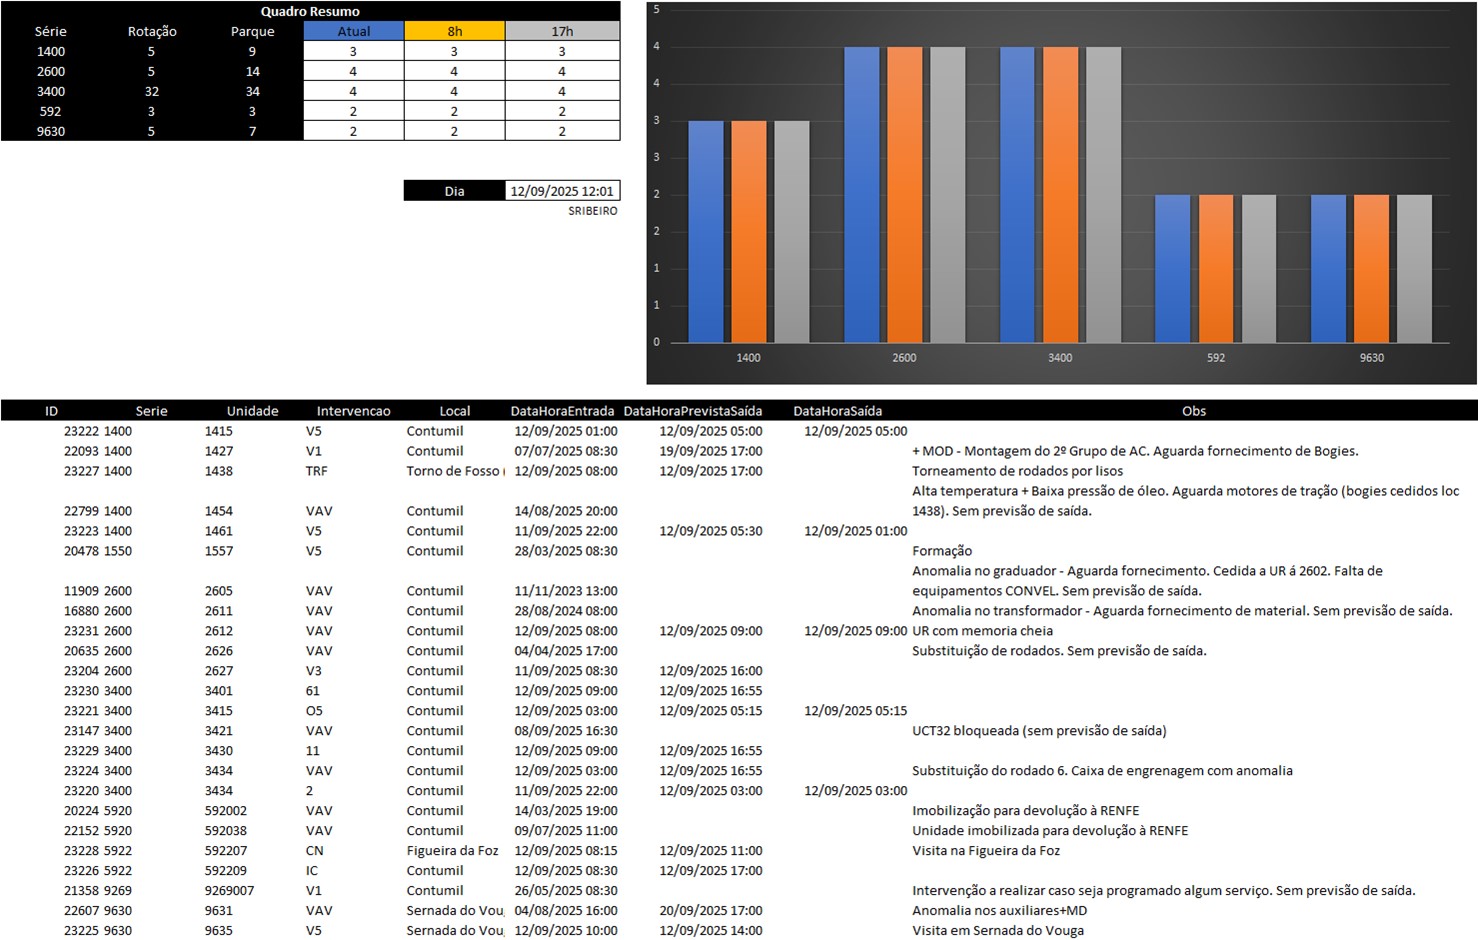 Quadro Resumo
Série Rotação Parque Atual 8h 17h
1400 5 9 3 3 3
2600 5 14 4 4 4
3400 32 34 4 4 4
592 3 3 2 2 2
9630 5 7 2 2 2
Dia 12/09/2025 12:01
SRIBEIRO
5
4
4
3
3
2
2
1
1
0
1400 2600 3400 592 9630
ID Serie Unidade Intervencao Local DataHoraEntrada DataHoraPrevistaSaída DataHoraSaída Obs
23222 1400 1415 V5 Contumil 12/09/2025 01:00 12/09/2025 05:00 12/09/2025 05:00
22093 1400 1427 V1 Contumil 07/07/2025 08:30 19/09/2025 17:00 + MOD - Montagem do 2º Grupo de AC. Aguarda fornecimento de Bogies.
23227 1400 1438 TRF Torno de Fosso ( 12/09/2025 08:00 12/09/2025 17:00 Torneamento de rodados por lisos
Alta temperatura + Baixa pressão de óleo. Aguarda motores de tração (bogies cedidos loc
22799 1400 1454 VAV Contumil 14/08/2025 20:00 1438). Sem previsão de saída.
23223 1400 1461 V5 Contumil 11/09/2025 22:00 12/09/2025 05:30 12/09/2025 01:00
20478 1550 1557 V5 Contumil 28/03/2025 08:30 Formação
Anomalia no graduador - Aguarda fornecimento. Cedida a UR á 2602. Falta de
11909 2600 2605 VAV Contumil 11/11/2023 13:00 equipamentos CONVEL. Sem previsão de saída.
16880 2600 2611 VAV Contumil 28/08/2024 08:00 Anomalia no transformador - Aguarda fornecimento de material. Sem previsão de saída.
23231 2600 2612 VAV Contumil 12/09/2025 08:00 12/09/2025 09:00 12/09/2025 09:00 UR com memoria cheia
20635 2600 2626 VAV Contumil 04/04/2025 17:00 Substituição de rodados. Sem previsão de saída.
23204 2600 2627 V3 Contumil 11/09/2025 08:30 12/09/2025 16:00
23230 3400 3401 61 Contumil 12/09/2025 09:00 12/09/2025 16:55
23221 3400 3415 O5 Contumil 12/09/2025 03:00 12/09/2025 05:15 12/09/2025 05:15
23147 3400 3421 VAV Contumil 08/09/2025 16:30 UCT32 bloqueada (sem previsão de saída)
23229 3400 3430 11 Contumil 12/09/2025 09:00 12/09/2025 16:55
23224 3400 3434 VAV Contumil 12/09/2025 03:00 12/09/2025 16:55 Substituição do rodado 6. Caixa de engrenagem com anomalia
23220 3400 3434 2 Contumil 11/09/2025 22:00 12/09/2025 03:00 12/09/2025 03:00
20224 5920 592002 VAV Contumil 14/03/2025 19:00 Imobilização para devolução à RENFE
22152 5920 592038 VAV Contumil 09/07/2025 11:00 Unidade imobilizada para devolução à RENFE
23228 5922 592207 CN Figueira da Foz 12/09/2025 08:15 12/09/2025 11:00 Visita na Figueira da Foz
23226 5922 592209 IC Contumil 12/09/2025 08:30 12/09/2025 17:00
21358 9269 9269007 V1 Contumil 26/05/2025 08:30 Intervenção a realizar caso seja programado algum serviço. Sem previsão de saída.
22607 9630 9631 VAV Sernada do Voug 04/08/2025 16:00 20/09/2025 17:00 Anomalia nos auxiliares+MD
23225 9630 9635 V5 Sernada do Voug 12/09/2025 10:00 12/09/2025 14:00 Visita em Sernada do Vouga